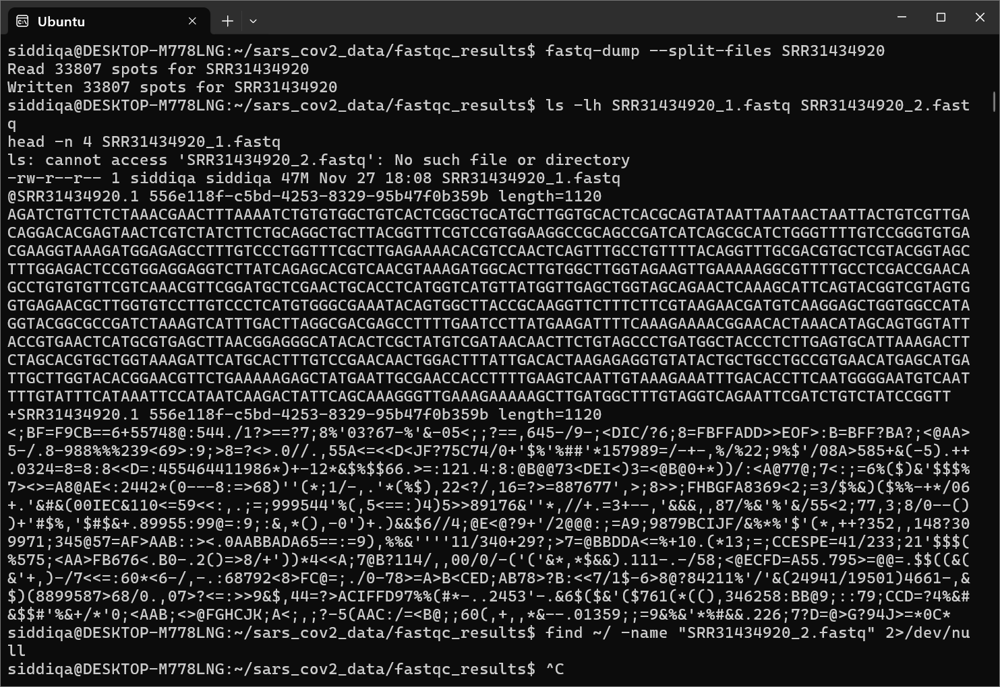 Ubuntu
siddiqa@DESKTOP-M778LNG:~/sars_cov2_data/fastqc_results$ fastq-dump --split-files SRR31434920
Read 33807 spots for SRR31434920
Written 33807 spots for SRR31434920
siddiqa@DESKTOP-M778LNG:~/sars_cov2_data/fastqc_results$ ls -lh SRR31434920_1.fastq SRR31434920_2.fast
q
head -n 4 SRR31434920_1.fastq
ls: cannot access 'SRR31434920_2.fastq': No such file or directory
-rw-r--r-- 1 siddiqa siddiqa 47M Nov 27 18:08 SRR31434920_1.fastq
@SRR31434920.1 556e118f-c5bd-4253-8329-95b47f0b359b length=1120
AGATCTGTTCTCTAAACGAACTTTAAAATCTGTGTGGCTGTCACTCGGCTGCATGCTTGGTGCACTCACGCAGTATAATTAATAACTAATTACTGTCGTTGA
CAGGACACGAGTAACTCGTCTATCTTCTGCAGGCTGCTTACGGTTTCGTCCGTGGAAGGCCGCAGCCGATCATCAGCGCATCTGGGTTTTGTCCGGGTGTGA
CGAAGGTAAAGATGGAGAGCCTTTGTCCCTGGTTTCGCTTGAGAAAACACGTCCAACTCAGTTTGCCTGTTTTACAGGTTTGCGACGTGCTCGTACGGTAGC
TTTGGAGACTCCGTGGAGGAGGTCTTATCAGAGCACGTCAACGTAAAGATGGCACTTGTGGCTTGGTAGAAGTTGAAAAAGGCGTTTTGCCTCGACCGAACA
GCCTGTGTGTTCGTCAAACGTTCGGATGCTCGAACTGCACCTCATGGTCATGTTATGGTTGAGCTGGTAGCAGAACTCAAAGCATTCAGTACGGTCGTAGTG
GTGAGAACGCTTGGTGTCCTTGTCCCTCATGTGGGCGAAATACAGTGGCTTACCGCAAGGTTCTTTCTTCGTAAGAACGATGTCAAGGAGCTGGTGGCCATA
GGTACGGCGCCGATCTAAAGTCATTTGACTTAGGCGACGAGCCTTTTGAATCCTTATGAAGATTTTCAAAGAAAACGGAACACTAAACATAGCAGTGGTATT
ACCGTGAACTCATGCGTGAGCTTAACGGAGGGCATACACTCGCTATGTCGATAACAACTTCTGTAGCCCTGATGGCTACCCTCTTGAGTGCATTAAAGACTT
CTAGCACGTGCTGGTAAAGATTCATGCACTTTGTCCGAACAACTGGACTTTATTGACACTAAGAGAGGTGTATACTGCTGCCTGCCGTGAACATGAGCATGA
TTGCTTGGTACACGGAACGTTCTGAAAAAGAGCTATGAATTGCGAACCACCTTTTGAAGTCAATTGTAAAGAAATTTGACACCTTCAATGGGGAATGTCAAT
TTTGTATTTCATAAATTCCATAATCAAGACTATTCAGCAAAGGGTTGAAAGAAAAAGCTTGATGGCTTTGTAGGTCAGAATTCGATCTGTCTATCCGGTT
+SRR31434920.1 556e118f-c5bd-4253-8329-95b47f0b359b length=1120
<;BF=F9CB==6+55748@:544./1?>==?7;8%'03?67-%'&-05<;;?==,645-/9-;<DIC/?6;8=FBFFADD>>EOF>:B=BFF?BA?;<@AA>
5-/.8-988%%%239<69>:9;>8=?<>.0//.,55A<=<<D<JF?75C74/0+'$%'%##'*157989=/-+-,%/%22;9%$'/08A>585+&(-5).++
.0324=8=8:8<<D=:455464411986*)+-12*&$%$$66.>=:121.4:8:@B@@73<DEI<)3=<@B@0+*))/:<A@77@;7<:;=6%($)&'$$$%
7><>=A8@AE<:2442*(0---8:=>68)''(*;1/-,.'*(%$),22<?/,16=?>=887677',>;8>>;FHBGFA8369<2;=3/$%&)($%%-+*/06
+.'&#&(00IEC&110<=59<<:,.;=;999544'%(,5<==:)4)5>>89176&''*,//+.=3+--,'&&&,,87/%&'%'&/55<2;77,3;8/0--()
)+'#$%,'$#$&+.89955:99@=:9;:&,*(),-0')+.)&&$6//4;@E<@?9+'/2@@@:;=A9;9879BCIJF/&%*%'$'(*,++?352,,148?30
9971;345@57=AF>AAB::><.0AABBADA65==:=9),%%&''''11/340+29?;>7=@BBDDA<=%+10.(*13;=;CCESPE=41/233;21'$$$(
%575;<AA>FB676<.B0-.2()=>8/+'))*4<<A;7@B?114/,,00/0/-('('&*,*$&&).111-.-/58;<@ECFD=A55.795>=@@=.$$((&(
&'+,)-/7<<=:60*<6-/,-.:68792<8>FC@=;./0-78>=A>B<CED;AB78>?B:<<7/1$-6>8@?84211%'/'&(24941/19501)4661-,&
$)(8899587>68/0.,07>?<=:>>9&$,44=?>ACIFFD97%%(#*-..2453'-.&6$($&'($761(*((),346258:BB@9;::79;CCD=?4%&#
&$$#'%&+/*'0;<AAB;<>@FGHCJK;A<;,;?-5(AAC:/=<B@;;60(,+,,*&--.01359;;=9&%&'*%#&&.226;7?D=@>G?94J>=*0C*
siddiqa@DESKTOP-M778LNG:~/sars_cov2_data/fastqc_results$ find ~/ -name "SRR31434920_2.fastq" 2>/dev/nu
ll
siddiqa@DESKTOP-M778LNG:~/sars_cov2_data/fastqc_results$ ^C